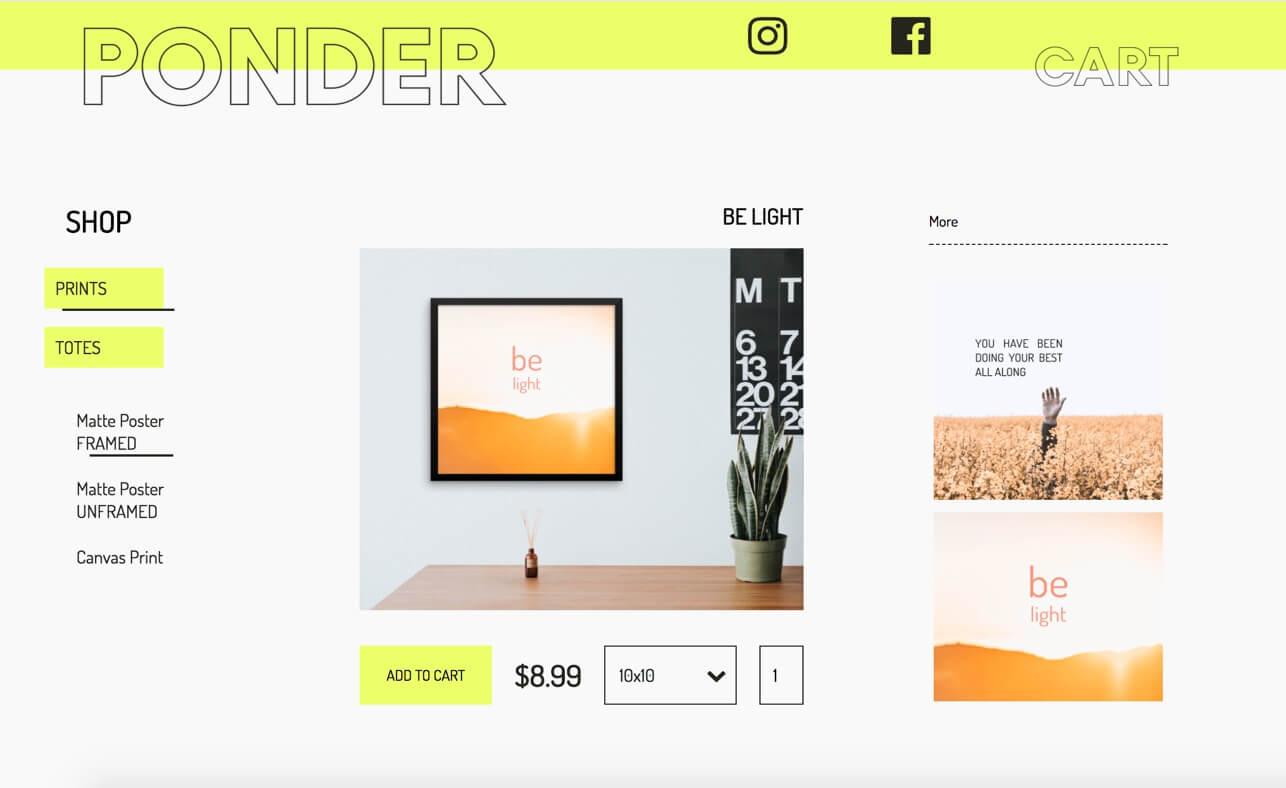 PONDER
CART
SHOP
PRINTS
TOTES
Matte Poster
FRAMED
Matte Poster
UNFRAMED
Canvas Print
BE LIGHT
M T
6 7
13 14
20 21
27 28
be
light
ADD TO CART
$8.99
10x10
1
More
YOU HAVE BEEN
DOING YOUR BEST
ALL ALONG
be
light